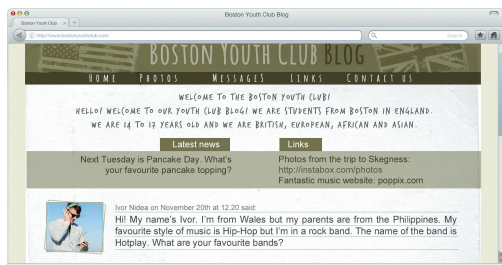 Boston Youth Club Blog
Boston Youth Club
http://www.bostonyouthclub.com
Search
BOSTON YOUTH CLUB BLOG
HOME PHOTOS MESSAGES LINKS CONTACT US
WELCOME TO THE BOSTON YOUTH CLUB!
HELLO! WELCOME TO OUR YOUTH CLUB BLOG! WE ARE STUDENTS FROM BOSTON IN ENGLAND.
WE ARE 14 TO 17 YEARS OLD AND WE ARE BRITISH, EUROPEAN, AFRICAN AND ASIAN.
Latest news
Next Tuesday is Pancake Day. What's
your favourite pancake topping?
Links
Photos from the trip to Skegness:
http://instabox.com/photos
Fantastic music website: poppix.com
Ivor Nidea on November 20th at 12.20 said:
Hi! My name's Ivor. I'm from Wales but my parents are from the Philippines. My
favourite style of music is Hip-Hop but I'm in a rock band. The name of the band is
Hotplay. What are your favourite bands?